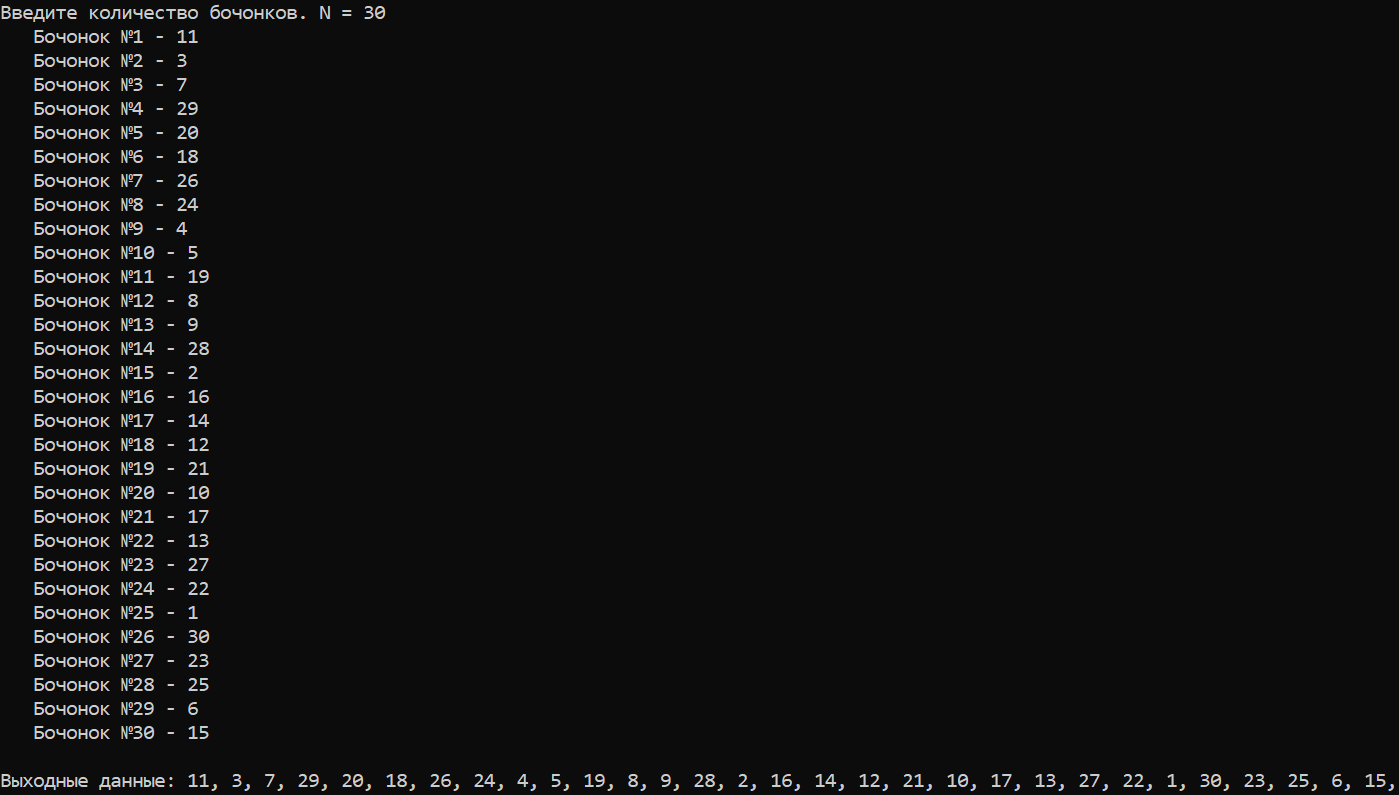 Введите количество бочонков. N = 30
Бочонок №1 - 11
Бочонок №2 - 3
Бочонок №3 - 7
Бочонок №4 - 29
Бочонок №5 - 20
Бочонок №6 - 18
Бочонок №7 - 26
Бочонок №8 - 24
Бочонок №9 - 4
Бочонок №10 - 5
Бочонок №11 - 19
Бочонок №12 - 8
Бочонок №13 - 9
Бочонок №14 - 28
Бочонок №15 - 2
Бочонок №16 - 16
Бочонок №17 - 14
Бочонок №18 - 12
Бочонок №19 - 21
Бочонок №20 - 10
Бочонок №21 - 17
Бочонок №22 - 13
Бочонок №23 - 27
Бочонок №24 - 22
Бочонок №25 - 1
Бочонок №26 - 30
Бочонок №27 - 23
Бочонок №28 - 25
Бочонок №29 - 6
Бочонок №30 - 15
Выходные данные: 11, 3, 7, 29, 20, 18, 26, 24, 4, 5, 19, 8, 9, 28, 2, 16, 14, 12, 21, 10, 17, 13, 27, 22, 1, 30, 23, 25, 6, 15,